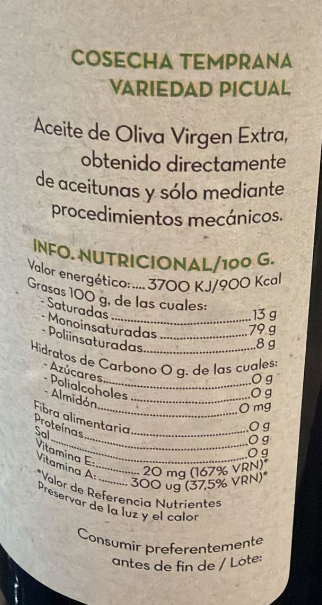 COSECHA TEMPRANA
VARIEDAD PICUAL
Aceite de Oliva Virgen Extra,
obtenido directamente
de aceitunas y sólo mediante
procedimientos mecánicos.
INFO. NUTRICIONAL/100 G.
Valor energético:.... 3700 KJ/900 Kcal
Grasas 100 g. de las cuales:
- Saturadas ........ 13 g
- Monoinsaturadas ........ 79 g
- Poliinsaturadas........ 8 g
Hidratos de Carbono 0 g. de las cuales:
- Azúcares........ 0 g
- Polialcoholes ........ 0 g
- Almidón........ 0 mg
Fibra alimentaria........ 0 g
Proteínas........ 0 g
Sal........ 0 g
Vitamina E:........ 20 mg (167% VRN)*
Vitamina A: ........ 300 ug (37,5% VRN)*
*Valor de Referencia Nutrientes
Preservar de la luz y el calor
Consumir preferentemente
antes de fin de / Lote: